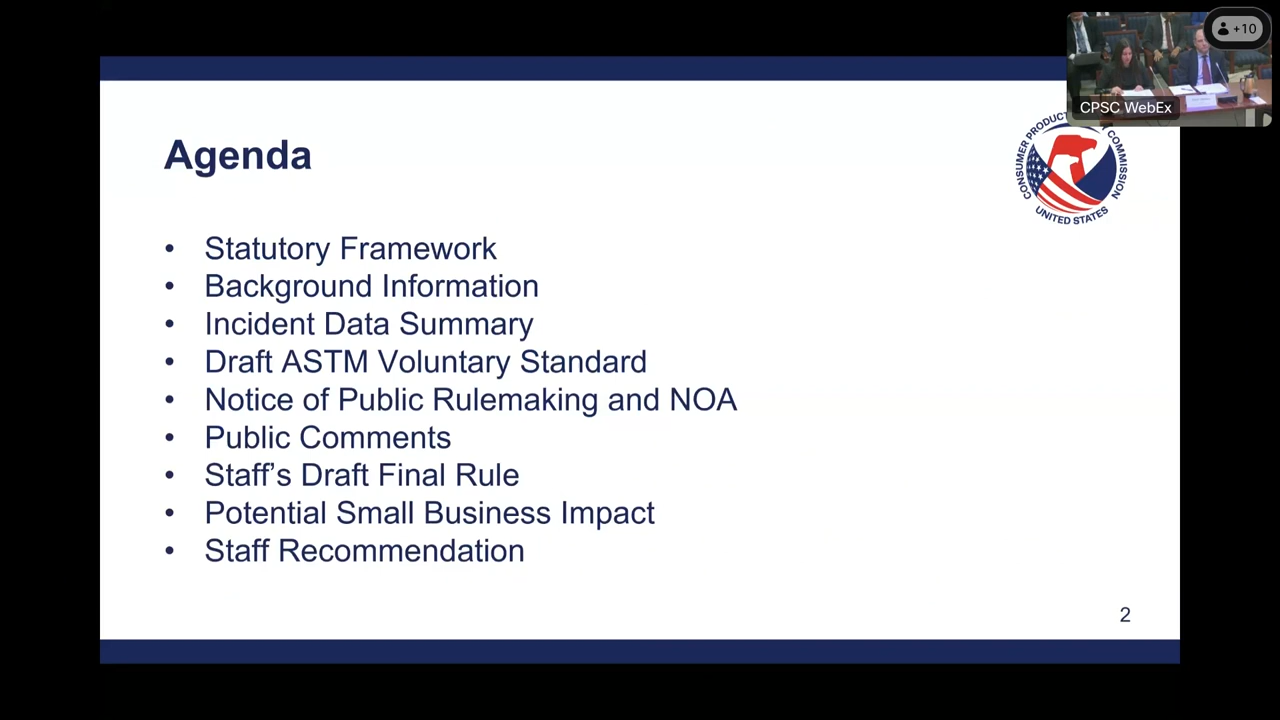 +10
CPSC WebEx
CONSUMER PRODUCT COMMISSION
UNITED STATES
Agenda
• Statutory Framework
• Background Information
• Incident Data Summary
• Draft ASTM Voluntary Standard
• Notice of Public Rulemaking and NOA
• Public Comments
• Staff’s Draft Final Rule
• Potential Small Business Impact
• Staff Recommendation
2